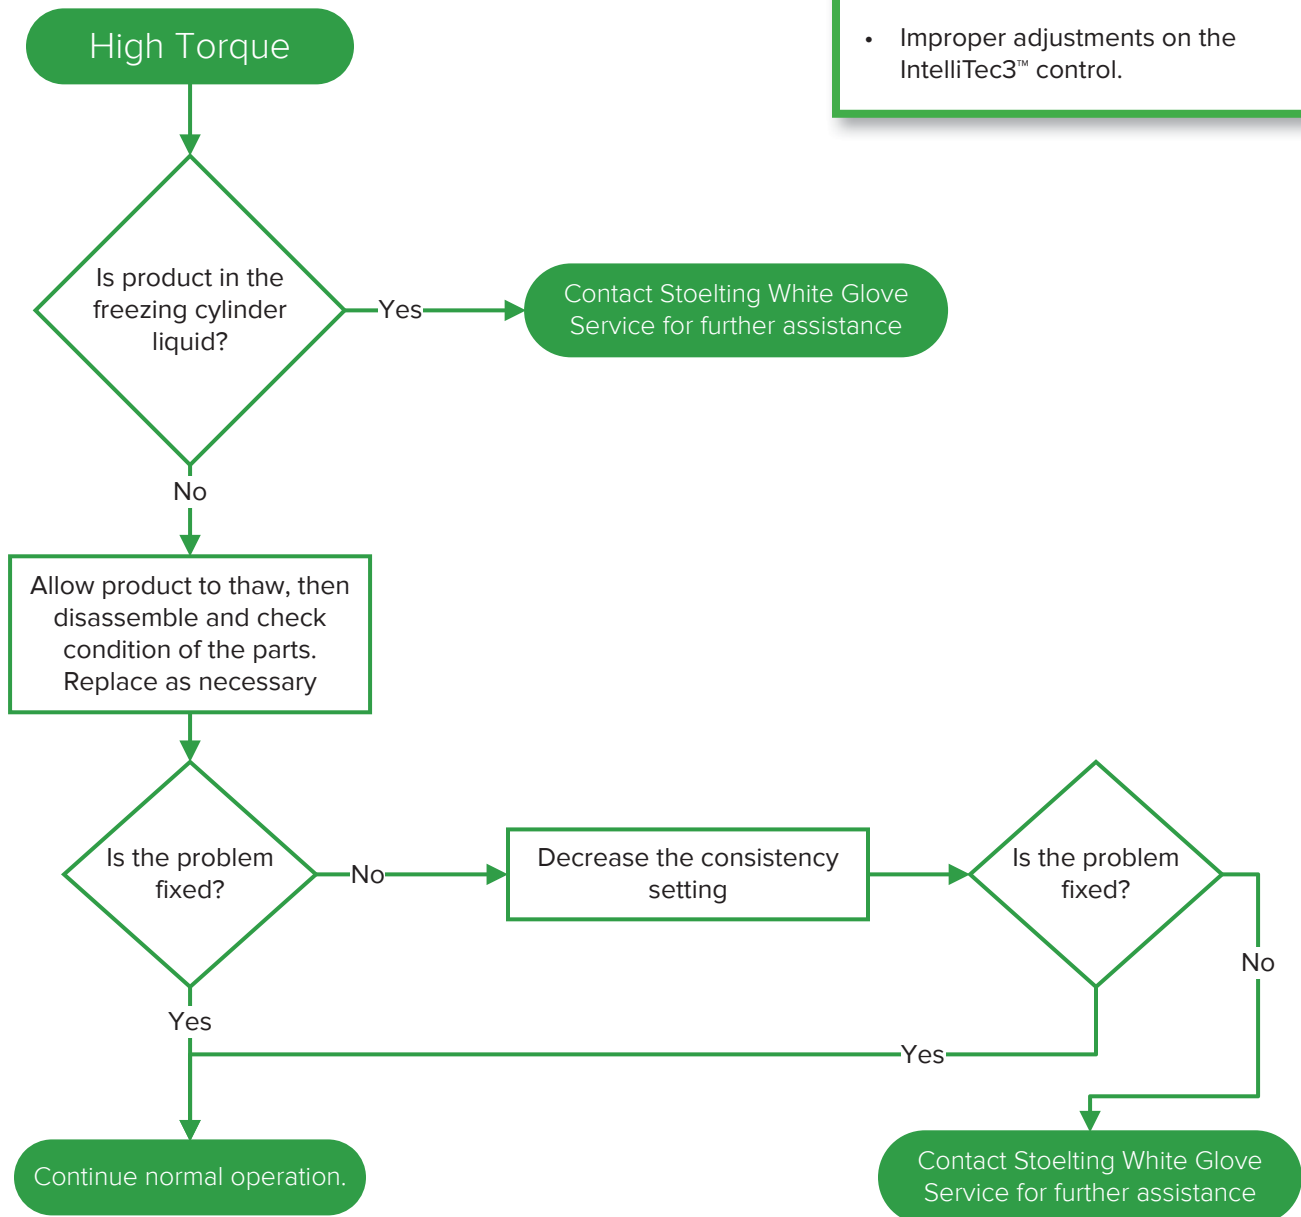 High Torque
• Improper adjustments on the
IntelliTec3™ control.
Is product in the
freezing cylinder
liquid?
Yes
Contact Stoelting White Glove
Service for further assistance
No
Allow product to thaw, then
disassemble and check
condition of the parts.
Replace as necessary
Is the problem
fixed?
No
Decrease the consistency
setting
Is the problem
fixed?
No
Yes
Yes
Continue normal operation.
Contact Stoelting White Glove
Service for further assistance